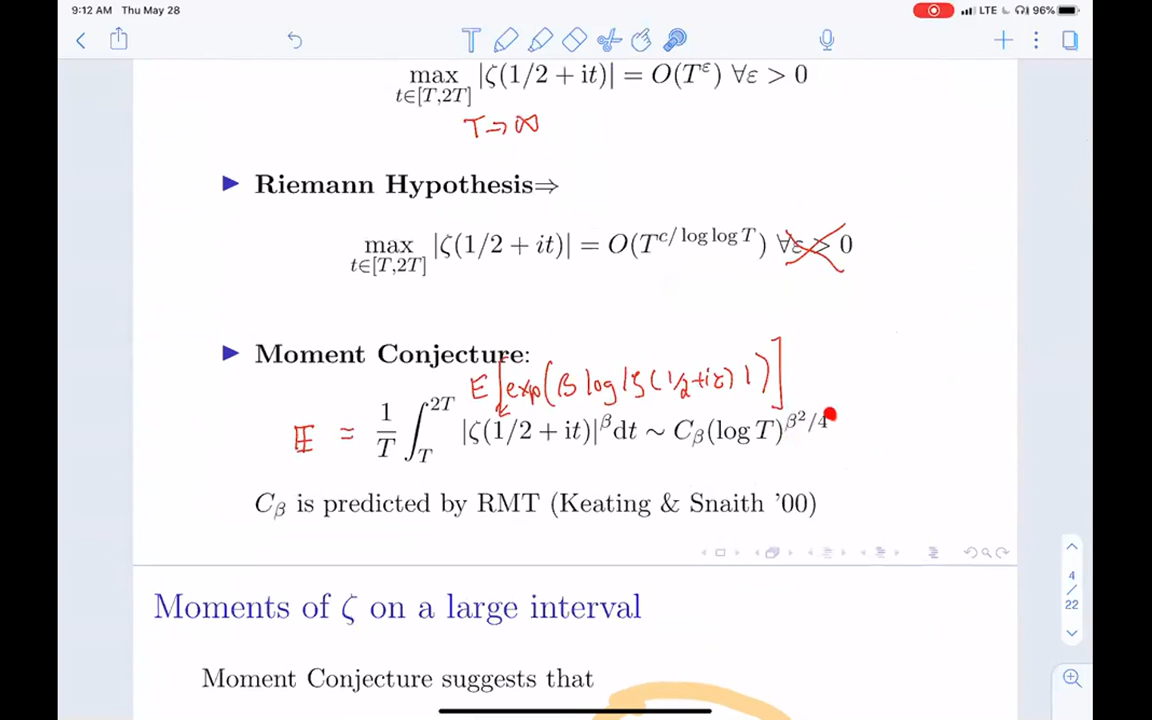 9:12 AM Thu May 28
LTE 96%
max_{t∈[T,2T]} |ζ(1/2 + it)| = O(T^ε) ∀ε > 0
T→∞
▶ Riemann Hypothesis⇒
max_{t∈[T,2T]} |ζ(1/2 + it)| = O(T^{c/ log log T}) ∀ε > 0
▶ Moment Conjecture:
E[exp(β log|ζ(1/2+iτ)|)]
E = 1/T ∫_T^{2T} |ζ(1/2 + it)|^β dt ∼ C_β(log T)^{β²/4}
C_β is predicted by RMT (Keating & Snaith '00)
4
/
22
Moments of ζ on a large interval
Moment Conjecture suggests that